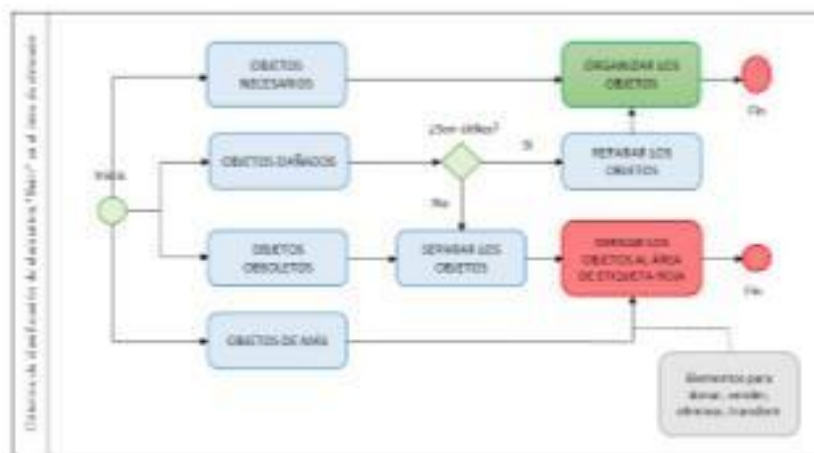 OBJETOS
NECESARIOS
ORGANIZAR LOS
OBJETOS
Fin
¿Son útiles?
Inicio
OBJETOS DAÑADOS
Si
REPARAR LOS
OBJETOS
No
OBJETOS
OBSOLETOS
SEPARAR LOS
OBJETOS
LOS
OBJETOS AL ÁREA
DE ETIQUETA ROJA
Fin
OBJETOS DE MÁS
Elementos para
donar, vender,
eliminar,